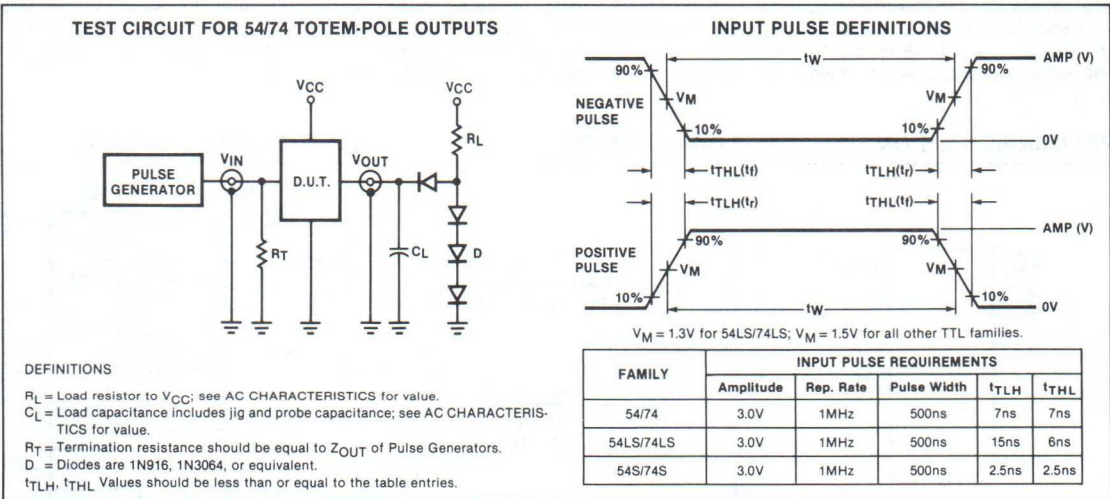 TEST CIRCUIT FOR 54/74 TOTEM-POLE OUTPUTS
VCC
VCC
RL
PULSE
GENERATOR
VIN
D.U.T.
VOUT
RT
CL
D
DEFINITIONS
RL = Load resistor to VCC; see AC CHARACTERISTICS for value.
CL = Load capacitance includes jig and probe capacitance; see AC CHARACTERIS-
TICS for value.
RT = Termination resistance should be equal to ZOUT of Pulse Generators.
D = Diodes are 1N916, 1N3064, or equivalent.
tTLH, tTHL Values should be less than or equal to the table entries.
INPUT PULSE DEFINITIONS
90%
tW
90%
AMP (V)
NEGATIVE
PULSE
VM
VM
10%
10%
0V
tTHL(tf)
tTLH(tr)
tTLH(tr)
tTHL(tf)
AMP (V)
90%
90%
POSITIVE
PULSE
VM
VM
10%
tW
10%
0V
VM = 1.3V for 54LS/74LS; VM = 1.5V for all other TTL families.
FAMILY
INPUT PULSE REQUIREMENTS
Amplitude Rep. Rate Pulse Width tTLH tTHL
54/74 3.0V 1MHz 500ns 7ns 7ns
54LS/74LS 3.0V 1MHz 500ns 15ns 6ns
54S/74S 3.0V 1MHz 500ns 2.5ns 2.5ns